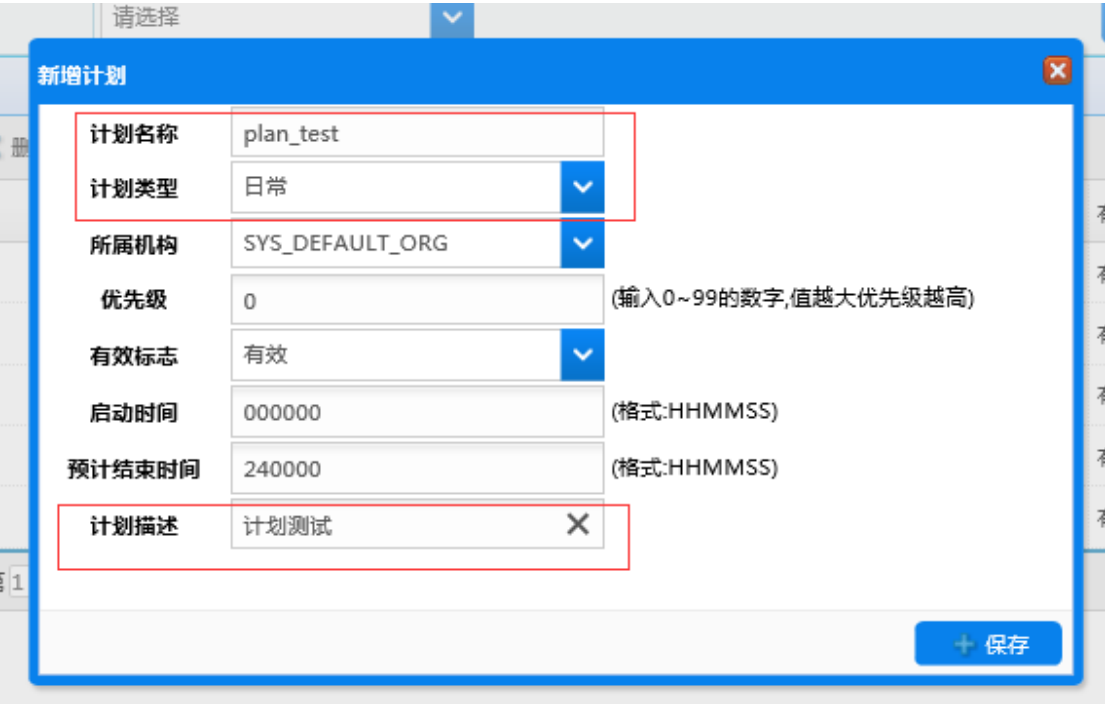 请选择
新增计划
删
计划名称 plan_test
计划类型 日常
所属机构 SYS_DEFAULT_ORG
优先级 0 (输入0~99的数字,值越大优先级越高)
有效标志 有效
启动时间 000000 (格式:HHMMSS)
预计结束时间 240000 (格式:HHMMSS)
计划描述 计划测试
1
保存